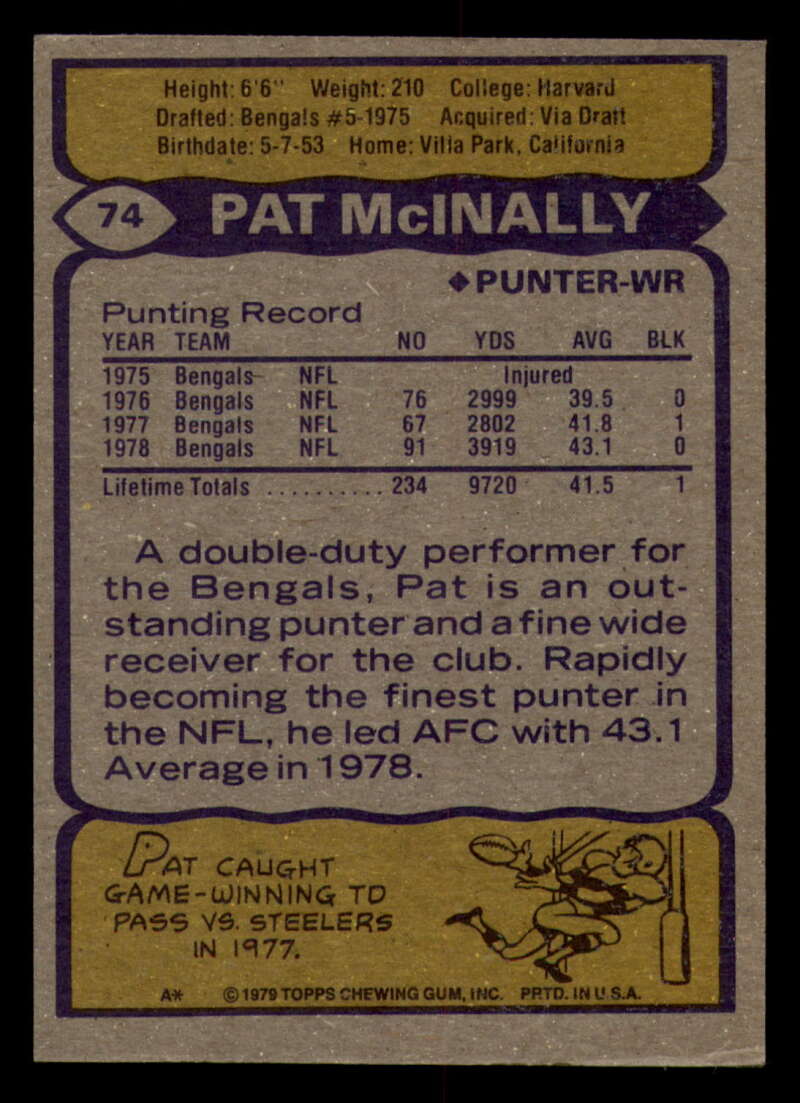 Height: 6'6" Weight: 210 College: Harvard
Drafted: Bengals #5-1975 Acquired: Via Draft
Birthdate: 5-7-53 Home: Villa Park, California
74 PAT McINALLY
◆PUNTER-WR
Punting Record
YEAR TEAM NO YDS AVG BLK
1975 Bengals NFL Injured
1976 Bengals NFL 76 2999 39.5 0
1977 Bengals NFL 67 2802 41.8 1
1978 Bengals NFL 91 3919 43.1 0
Lifetime Totals .......... 234 9720 41.5 1
A double-duty performer for
the Bengals, Pat is an out-
standing punter and a fine wide
receiver for the club. Rapidly
becoming the finest punter in
the NFL, he led AFC with 43.1
Average in 1978.
PAT CAUGHT
GAME-WINNING TD
PASS VS. STEELERS
IN 1977.
A* © 1979 TOPPS CHEWING GUM, INC. PRTD. IN U.S.A.